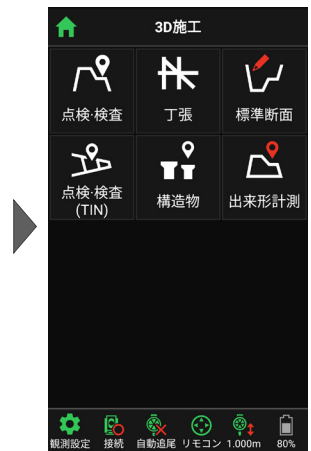 3D施工
点検·検査
丁張
標準断面
点検·検査
(TIN)
構造物
出来形計測
観測設定
接続
自動追尾
リモコン
1.000m
80%